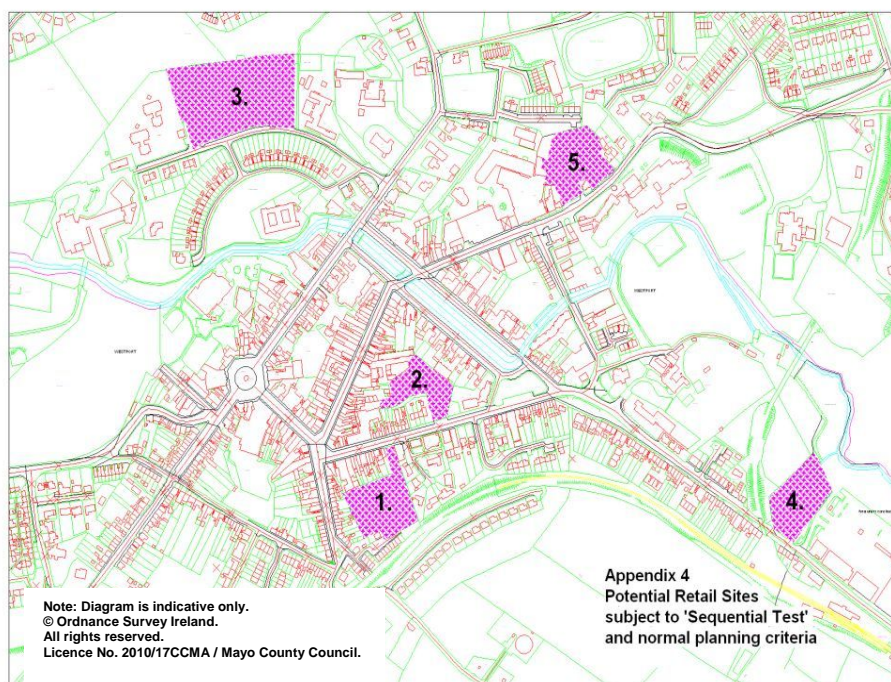 3.
5.
2.
1.
4.
Appendix 4
Potential Retail Sites
subject to 'Sequential Test'
and normal planning criteria
Note: Diagram is indicative only.
© Ordnance Survey Ireland.
All rights reserved.
Licence No. 2010/17CCMA / Mayo County Council.